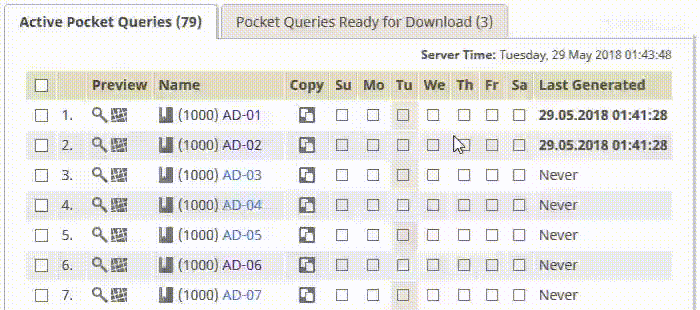 Active Pocket Queries (79) Pocket Queries Ready for Download (3)
Server Time: Tuesday, 29 May 2018 01:43:48
Preview Name Copy Su Mo Tu We Th Fr Sa Last Generated
1. (1000) AD-01 29.05.2018 01:41:28
2. (1000) AD-02 29.05.2018 01:41:28
3. (1000) AD-03 Never
4. (1000) AD-04 Never
5. (1000) AD-05 Never
6. (1000) AD-06 Never
7. (1000) AD-07 Never